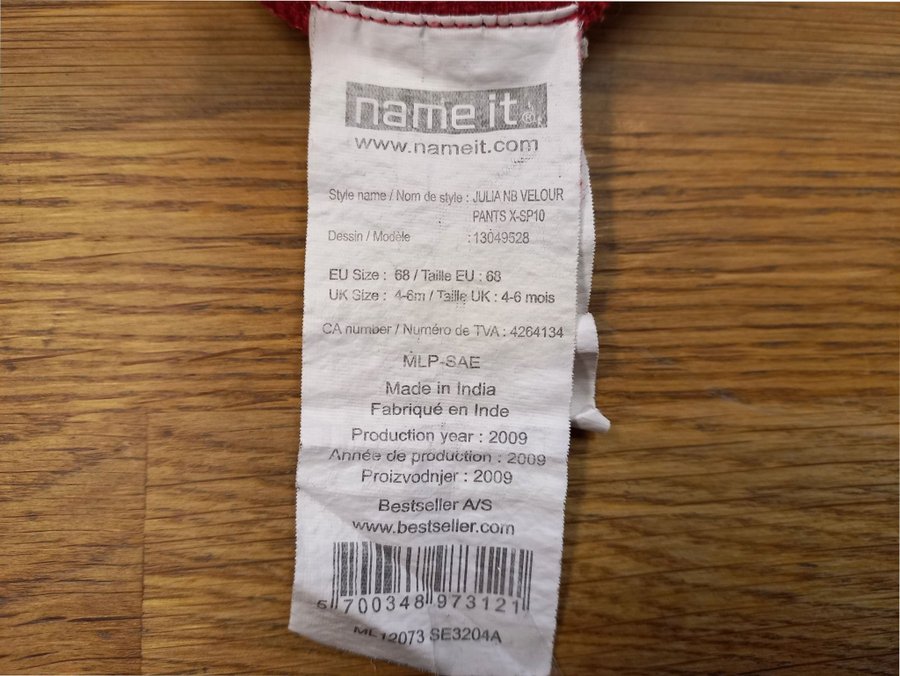 name it®
www.nameit.com
Style name / Nom de style : JULIA NB VELOUR
PANTS X-SP10
Dessin / Modèle : 13049528
EU Size : 68 / Taille EU : 68
UK Size : 4-6m / Taille UK : 4-6 mois
CA number / Numéro de TVA : 4264134
MLP-SAE
Made in India
Fabriqué en Inde
Production year : 2009
Année de production : 2009
Proizvodnjer : 2009
Bestseller A/S
www.bestseller.com
5 700348 973121
SE3204A